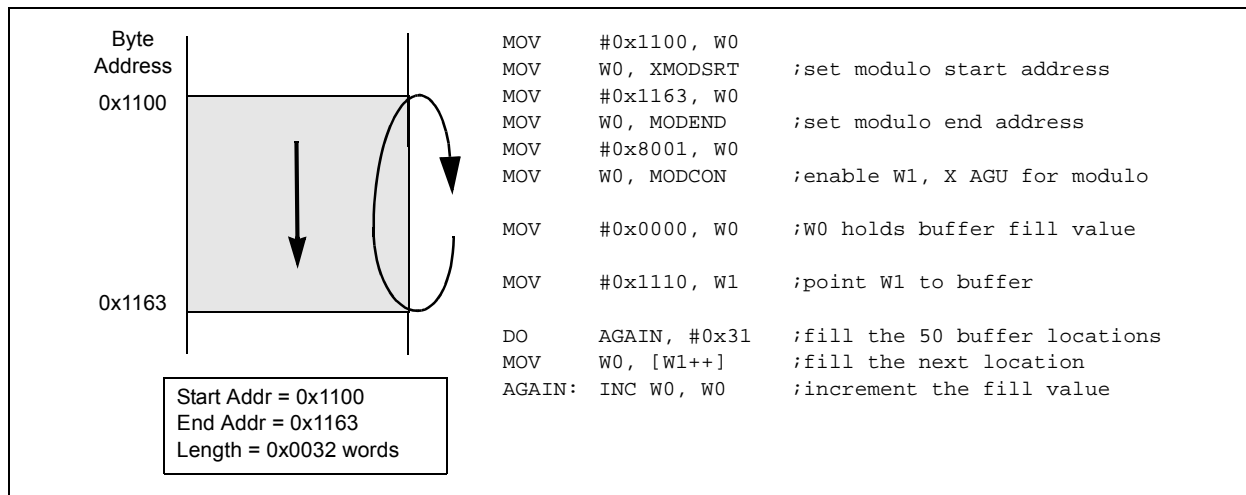 Byte
Address
0x1100
0x1163
Start Addr = 0x1100
End Addr = 0x1163
Length = 0x0032 words
MOV #0x1100, W0
MOV W0, XMODSRT ;set modulo start address
MOV #0x1163, W0
MOV W0, MODEND ;set modulo end address
MOV #0x8001, W0
MOV W0, MODCON ;enable W1, X AGU for modulo
MOV #0x0000, W0 ;W0 holds buffer fill value
MOV #0x1110, W1 ;point W1 to buffer
DO AGAIN, #0x31 ;fill the 50 buffer locations
MOV W0, [W1++] ;fill the next location
AGAIN: INC W0, W0 ;increment the fill value